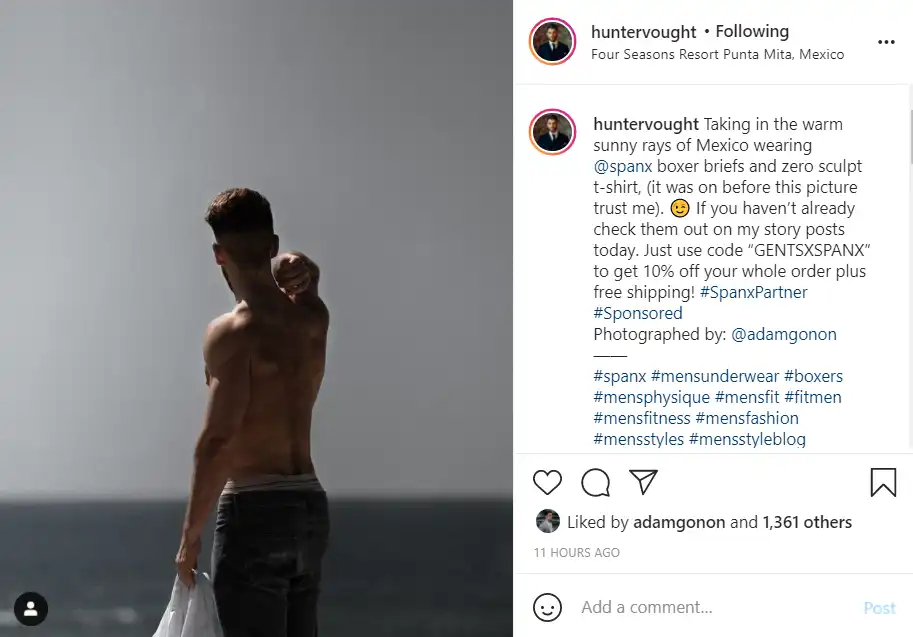 huntervought • Following
Four Seasons Resort Punta Mita, Mexico
huntervought Taking in the warm
sunny rays of Mexico wearing
@spanx boxer briefs and zero sculpt
t-shirt, (it was on before this picture
trust me). 😉 If you haven’t already
check them out on my story posts
today. Just use code “GENTSXSPANX”
to get 10% off your whole order plus
free shipping! #SpanxPartner
#Sponsored
Photographed by: @adamgonon
——
#spanx #mensunderwear #boxers
#mensphysique #mensfit #fitmen
#mensfitness #mensfashion
#mensstyles #mensstyleblog
Liked by adamgonon and 1,361 others
11 HOURS AGO
Add a comment...
Post